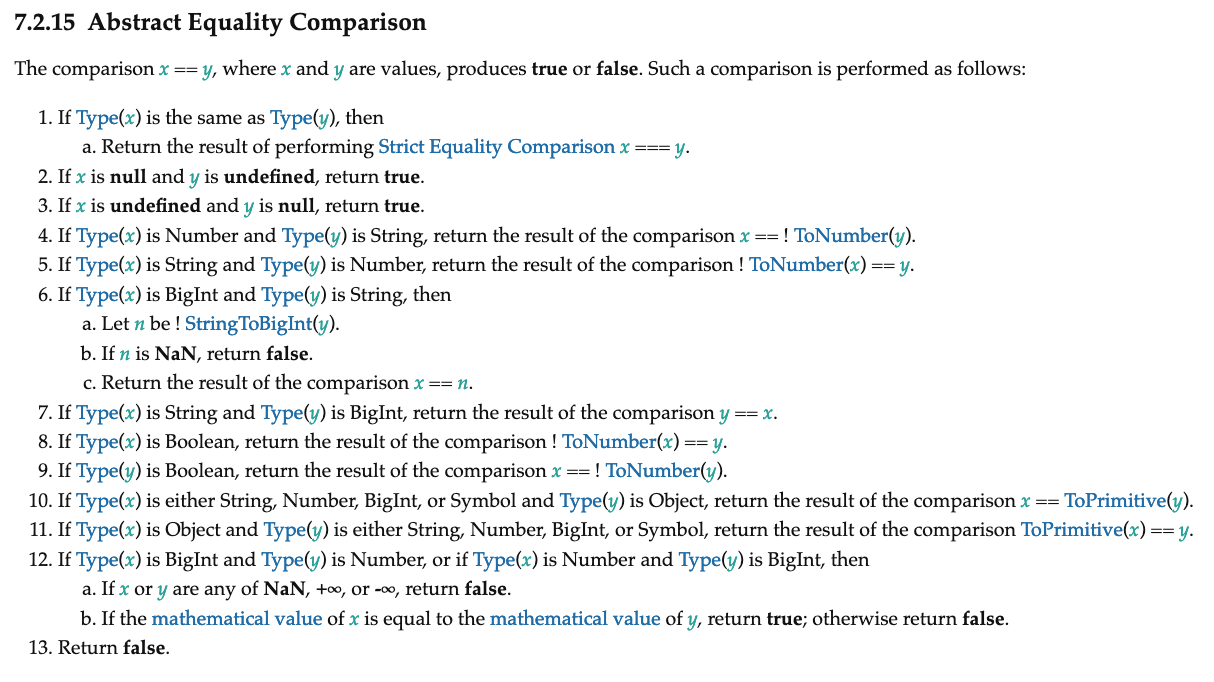 7.2.15 Abstract Equality Comparison
The comparison x == y, where x and y are values, produces true or false. Such a comparison is performed as follows:
1. If Type(x) is the same as Type(y), then
a. Return the result of performing Strict Equality Comparison x === y.
2. If x is null and y is undefined, return true.
3. If x is undefined and y is null, return true.
4. If Type(x) is Number and Type(y) is String, return the result of the comparison x == ! ToNumber(y).
5. If Type(x) is String and Type(y) is Number, return the result of the comparison ! ToNumber(x) == y.
6. If Type(x) is BigInt and Type(y) is String, then
a. Let n be ! StringToBigInt(y).
b. If n is NaN, return false.
c. Return the result of the comparison x == n.
7. If Type(x) is String and Type(y) is BigInt, return the result of the comparison y == x.
8. If Type(x) is Boolean, return the result of the comparison ! ToNumber(x) == y.
9. If Type(y) is Boolean, return the result of the comparison x == ! ToNumber(y).
10. If Type(x) is either String, Number, BigInt, or Symbol and Type(y) is Object, return the result of the comparison x == ToPrimitive(y).
11. If Type(x) is Object and Type(y) is either String, Number, BigInt, or Symbol, return the result of the comparison ToPrimitive(x) == y.
12. If Type(x) is BigInt and Type(y) is Number, or if Type(x) is Number and Type(y) is BigInt, then
a. If x or y are any of NaN, +∞, or -∞, return false.
b. If the mathematical value of x is equal to the mathematical value of y, return true; otherwise return false.
13. Return false.